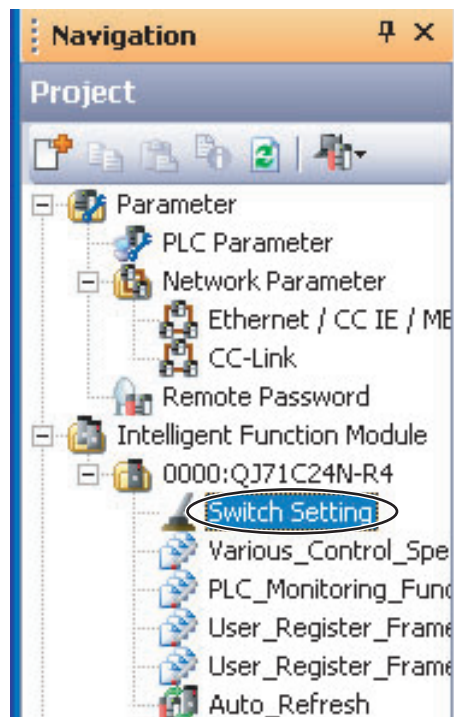 Navigation
Project
Parameter
PLC Parameter
Network Parameter
Ethernet / CC IE / ME
CC-Link
Remote Password
Intelligent Function Module
0000:QJ71C24N-R4
Switch Setting
Various_Control_Spe
PLC_Monitoring_Func
User_Register_Frame
User_Register_Frame
Auto_Refresh